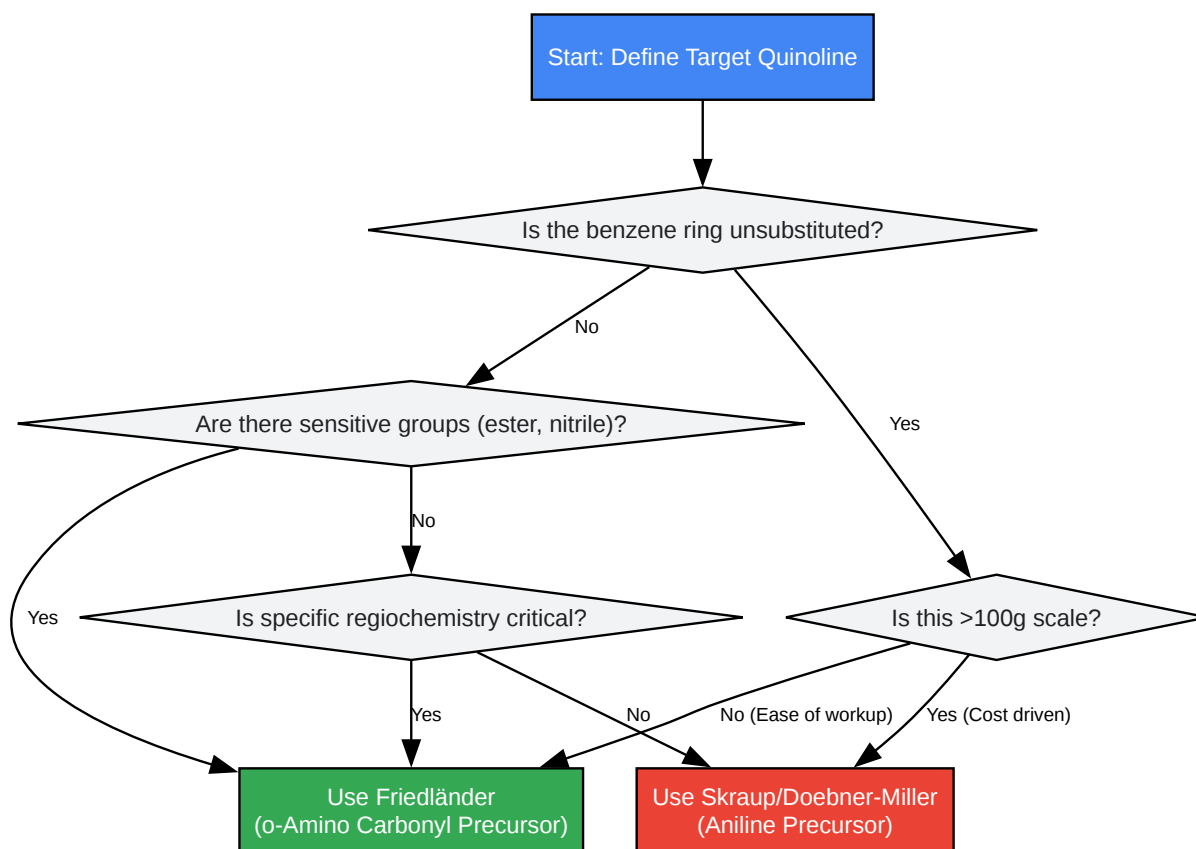 Start: Define Target Quinoline
Is the benzene ring unsubstituted?
No
Are there sensitive groups (ester, nitrile)?
Yes
No
Is specific regiochemistry critical?
Is this >100g scale?
Yes
Yes
No
No (Ease of workup)
Yes (Cost driven)
Use Friedländer
(o-Amino Carbonyl Precursor)
Use Skraup/Doebner-Miller
(Aniline Precursor)